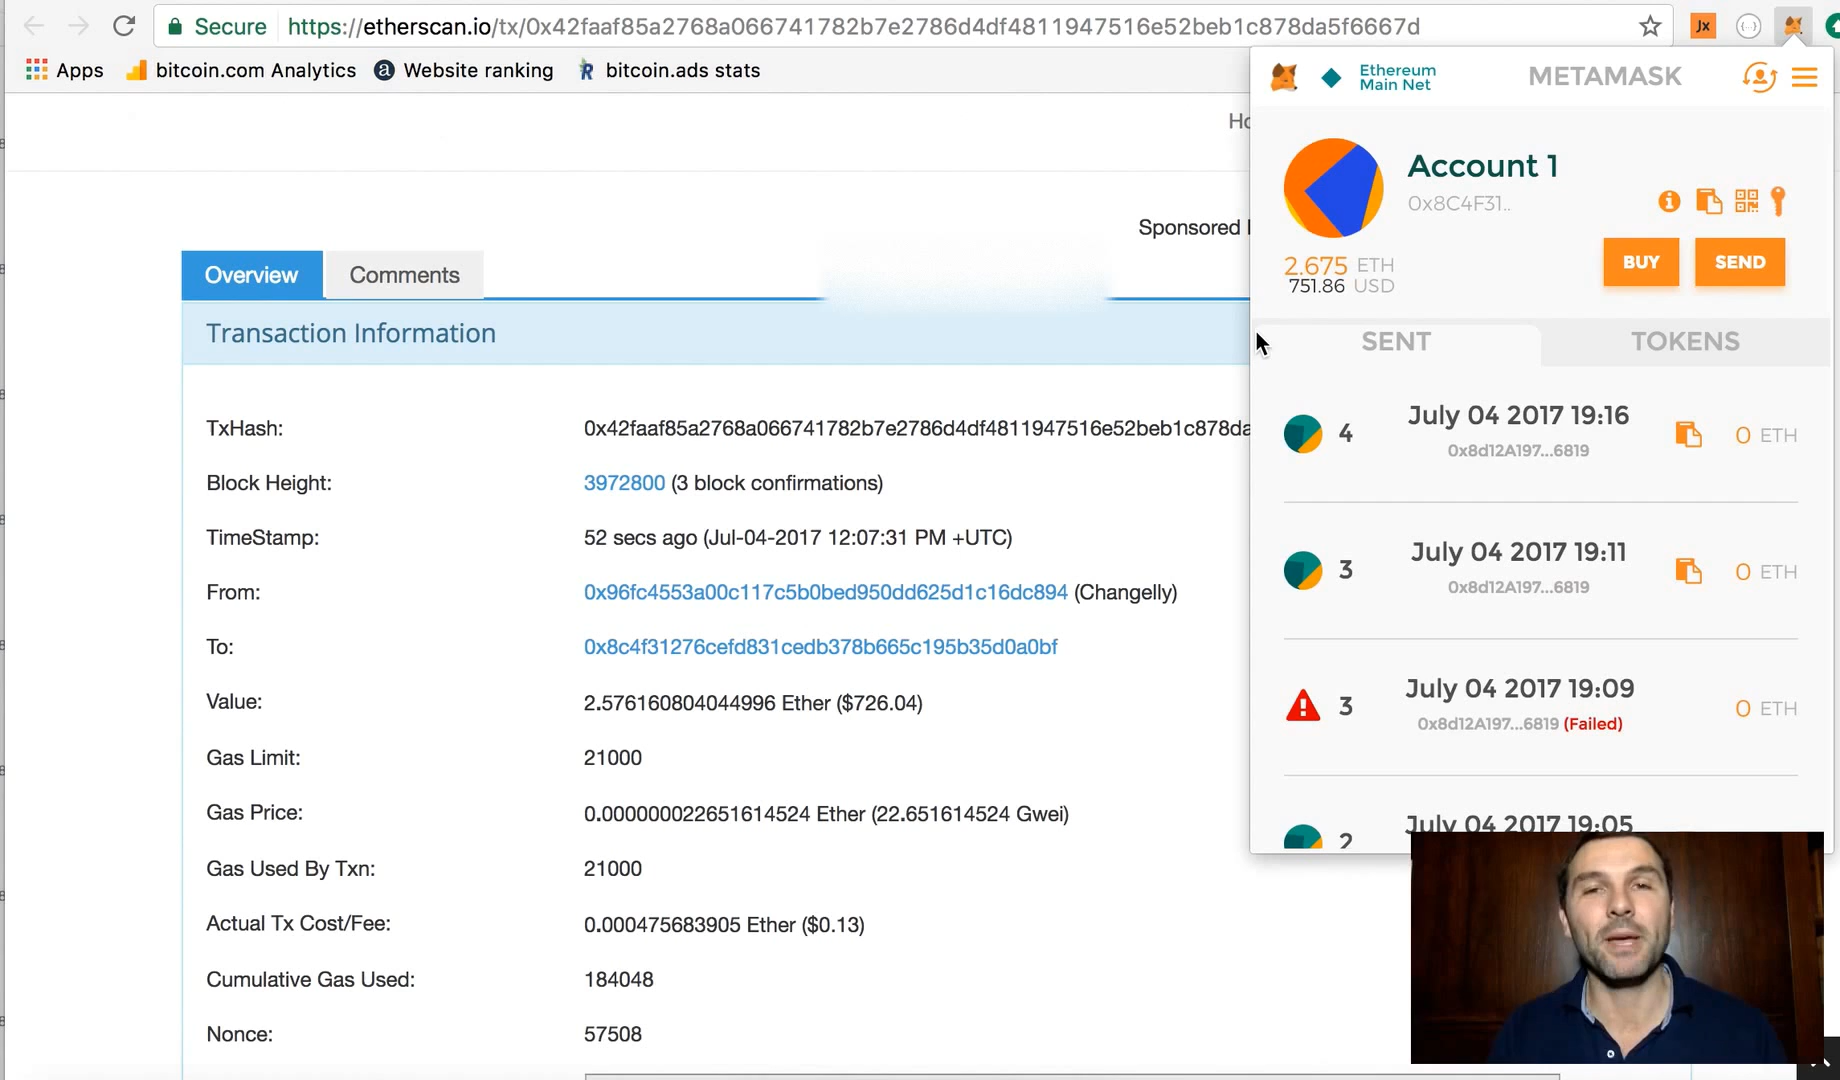 Secure https://etherscan.io/tx/0x42faaf85a2768a066741782b7e2786d4df4811947516e52beb1c878da5f6667d
Jx
Apps bitcoin.com Analytics Website ranking bitcoin.ads stats
Ethereum
Main Net
METAMASK
Account 1
0x8C4F31..
2.675 ETH
751.86 USD
BUY SEND
SENT TOKENS
4 July 04 2017 19:16 0 ETH
0x8d12A197...6819
3 July 04 2017 19:11 0 ETH
0x8d12A197...6819
3 July 04 2017 19:09 0 ETH
0x8d12A197...6819 (Failed)
2 July 04 2017 19:05
Sponsored
Overview Comments
Transaction Information
TxHash: 0x42faaf85a2768a066741782b7e2786d4df4811947516e52beb1c878da
Block Height: 3972800 (3 block confirmations)
TimeStamp: 52 secs ago (Jul-04-2017 12:07:31 PM +UTC)
From: 0x96fc4553a00c117c5b0bed950dd625d1c16dc894 (Changelly)
To: 0x8c4f31276cefd831cedb378b665c195b35d0a0bf
Value: 2.576160804044996 Ether ($726.04)
Gas Limit: 21000
Gas Price: 0.000000022651614524 Ether (22.651614524 Gwei)
Gas Used By Txn: 21000
Actual Tx Cost/Fee: 0.000475683905 Ether ($0.13)
Cumulative Gas Used: 184048
Nonce: 57508